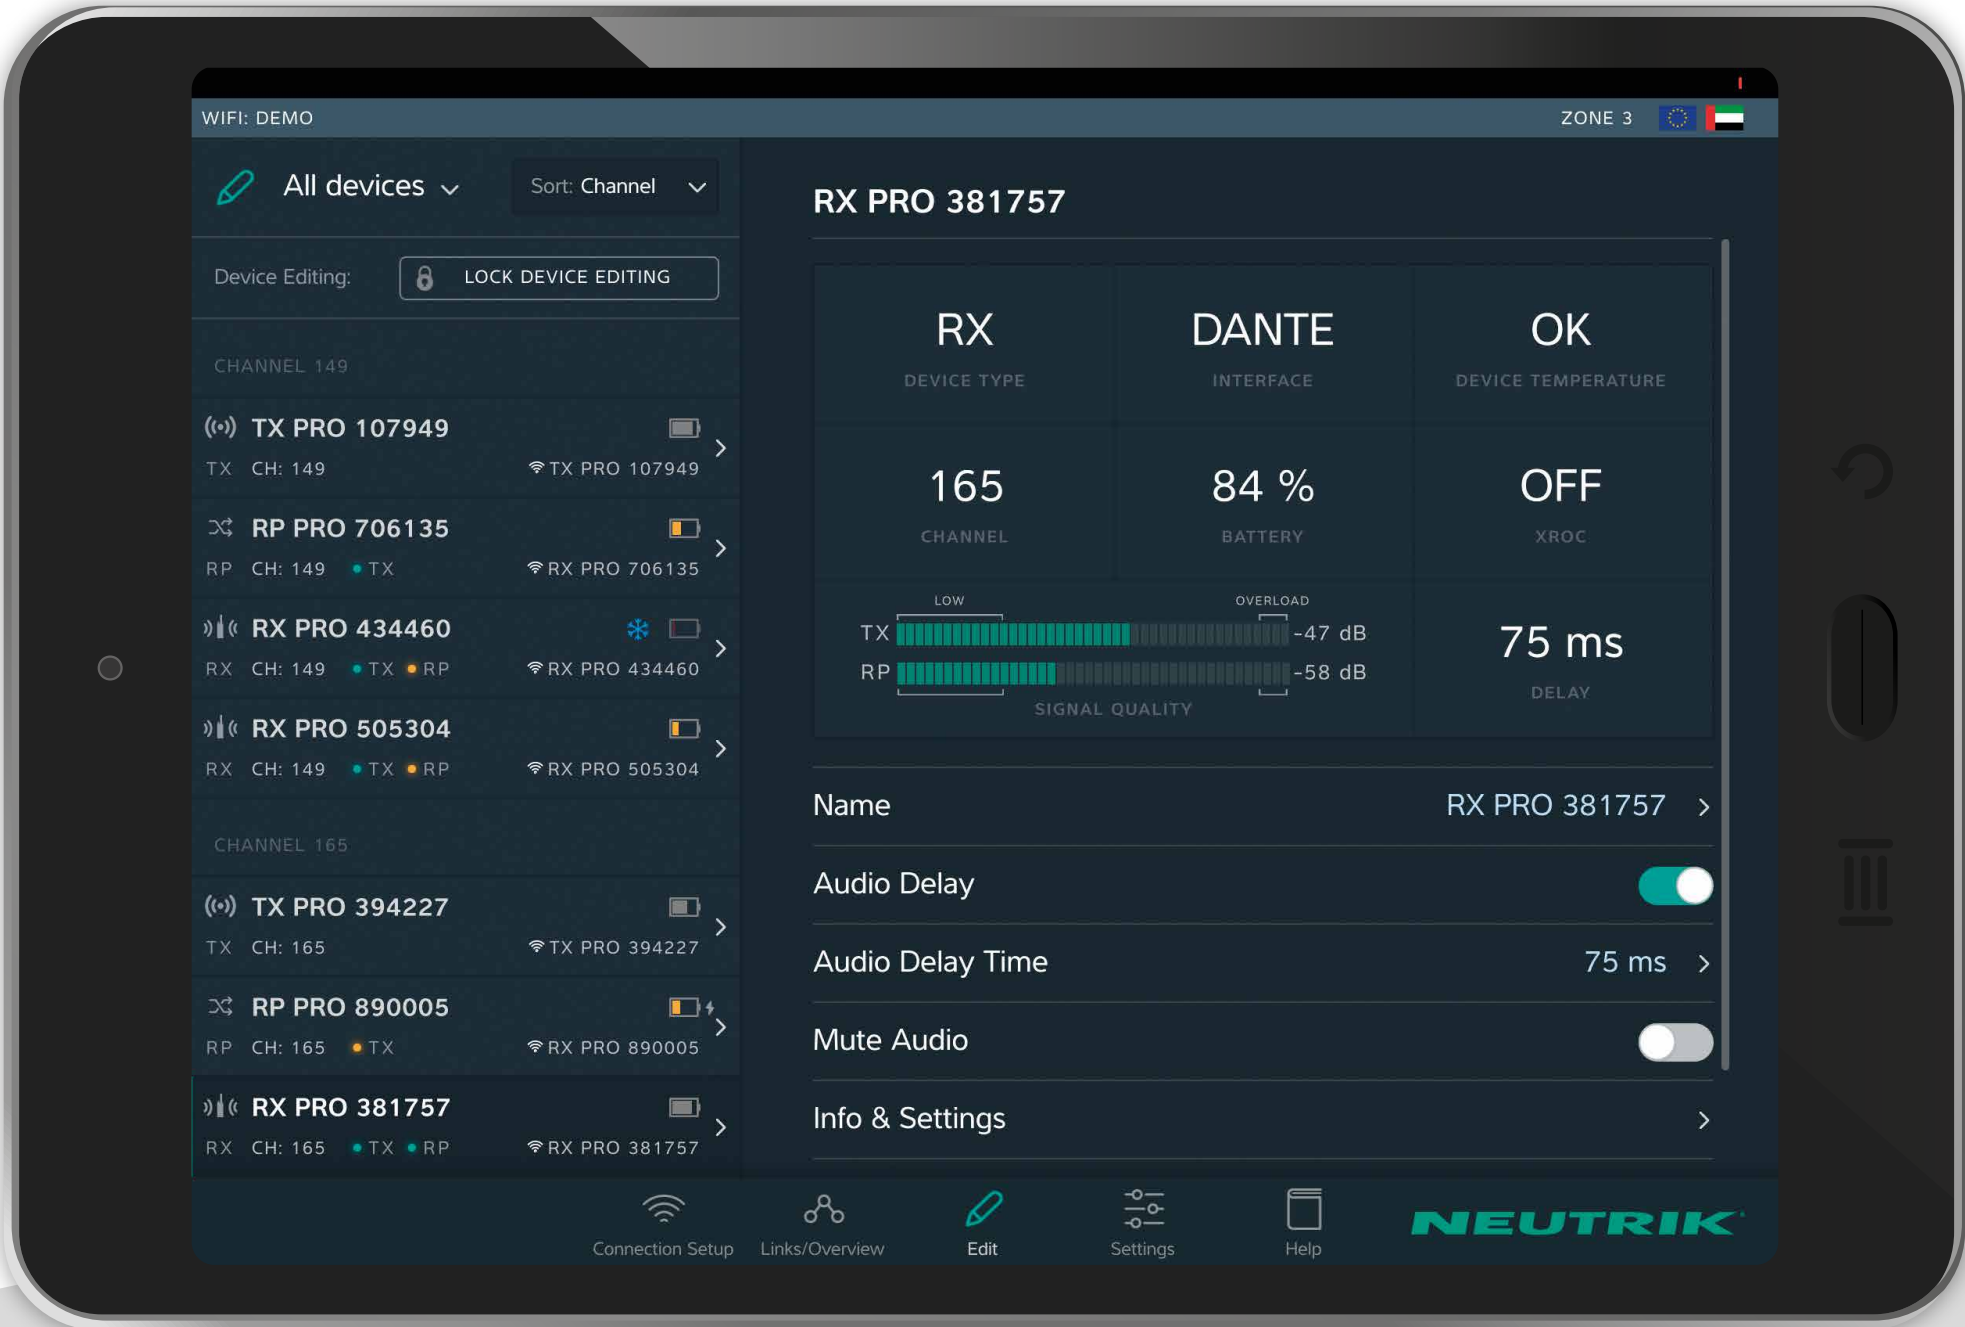 WIFI: DEMO
ZONE 3
All devices
Sort: Channel
Device Editing:
LOCK DEVICE EDITING
CHANNEL 149
TX PRO 107949
TX CH: 149 TX PRO 107949
RP PRO 706135
RP CH: 149 TX RX PRO 706135
RX PRO 434460
RX CH: 149 TX RP RX PRO 434460
RX PRO 505304
RX CH: 149 TX RP RX PRO 505304
CHANNEL 165
TX PRO 394227
TX CH: 165 TX PRO 394227
RP PRO 890005
RP CH: 165 TX RX PRO 890005
RX PRO 381757
RX CH: 165 TX RP RX PRO 381757
RX PRO 381757
RX DANTE OK
DEVICE TYPE INTERFACE DEVICE TEMPERATURE
165 84 % OFF
CHANNEL BATTERY XROC
LOW OVERLOAD
TX -47 dB
RP -58 dB
SIGNAL QUALITY
75 ms
DELAY
Name RX PRO 381757
Audio Delay
Audio Delay Time 75 ms
Mute Audio
Info & Settings
Connection Setup Links/Overview Edit Settings Help
NEUTRIK